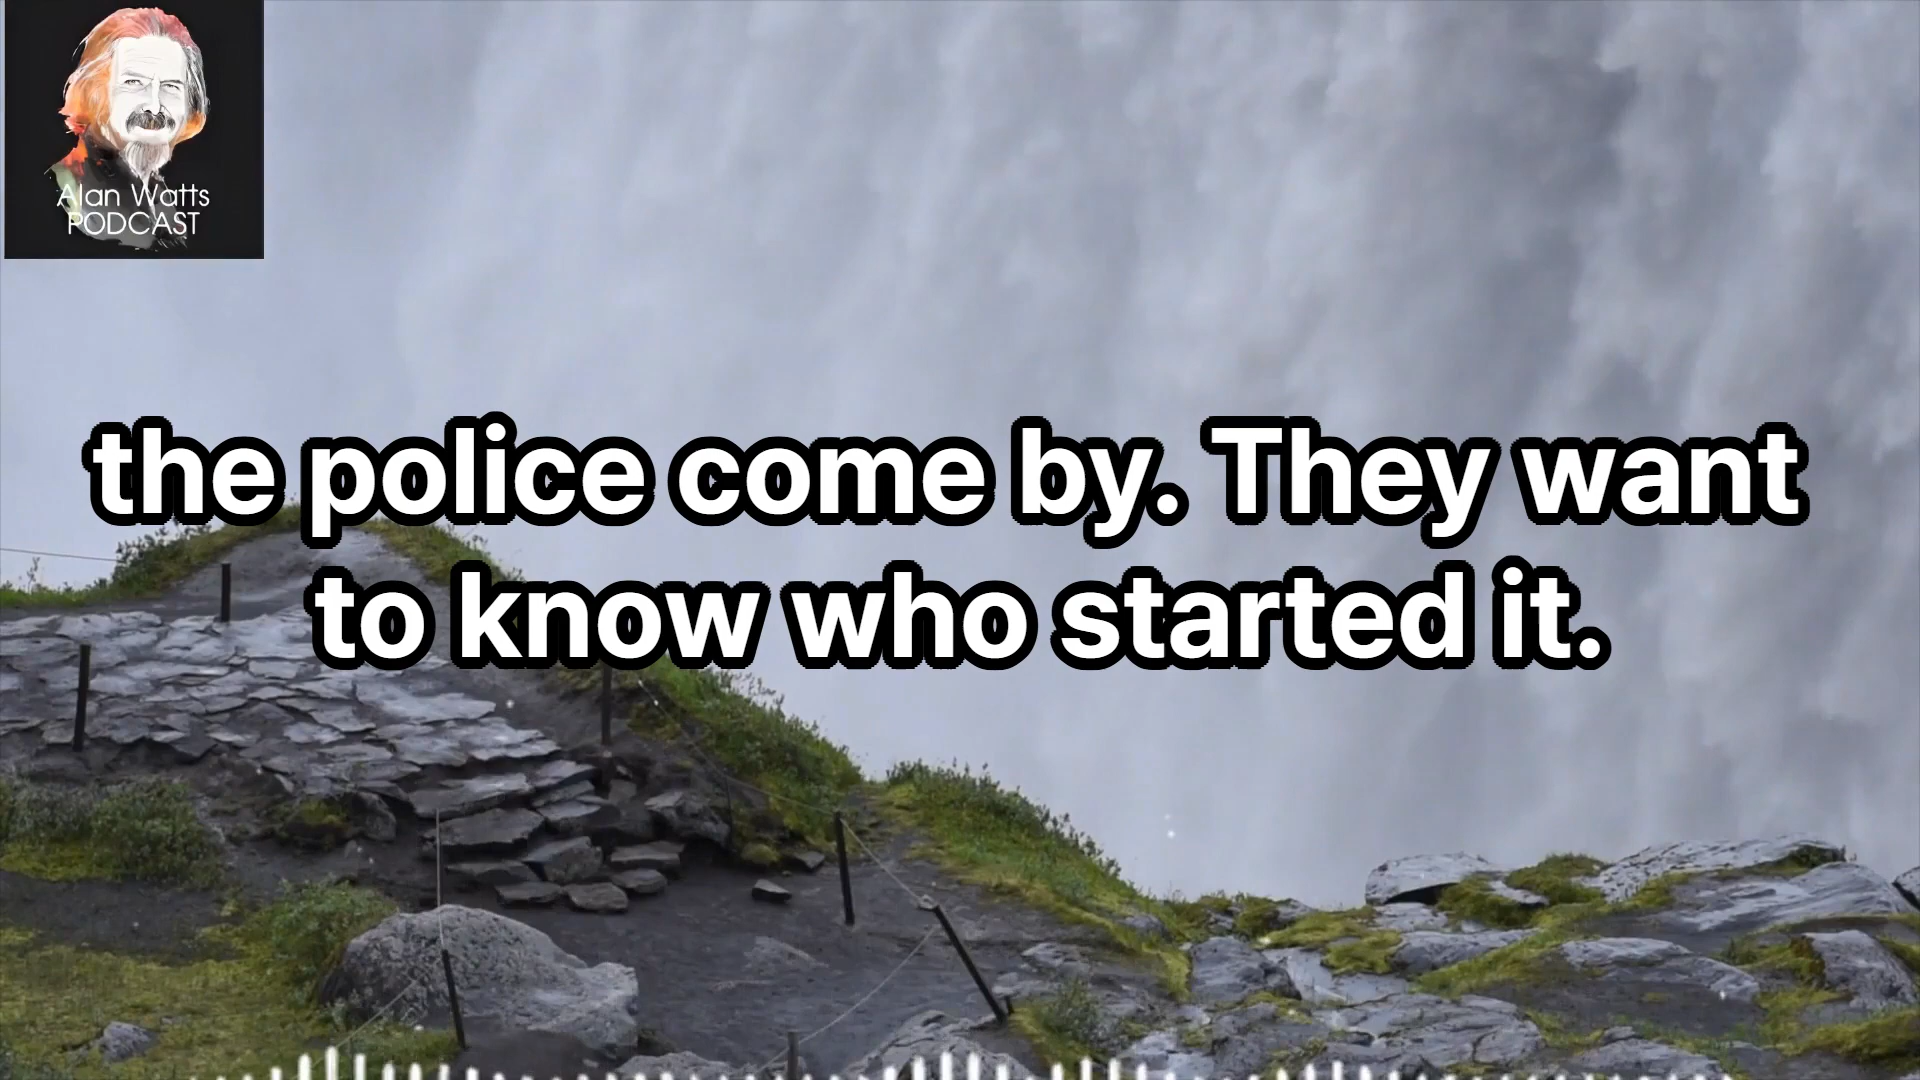 Alan Watts
PODCAST
the police come by. They want
to know who started it.